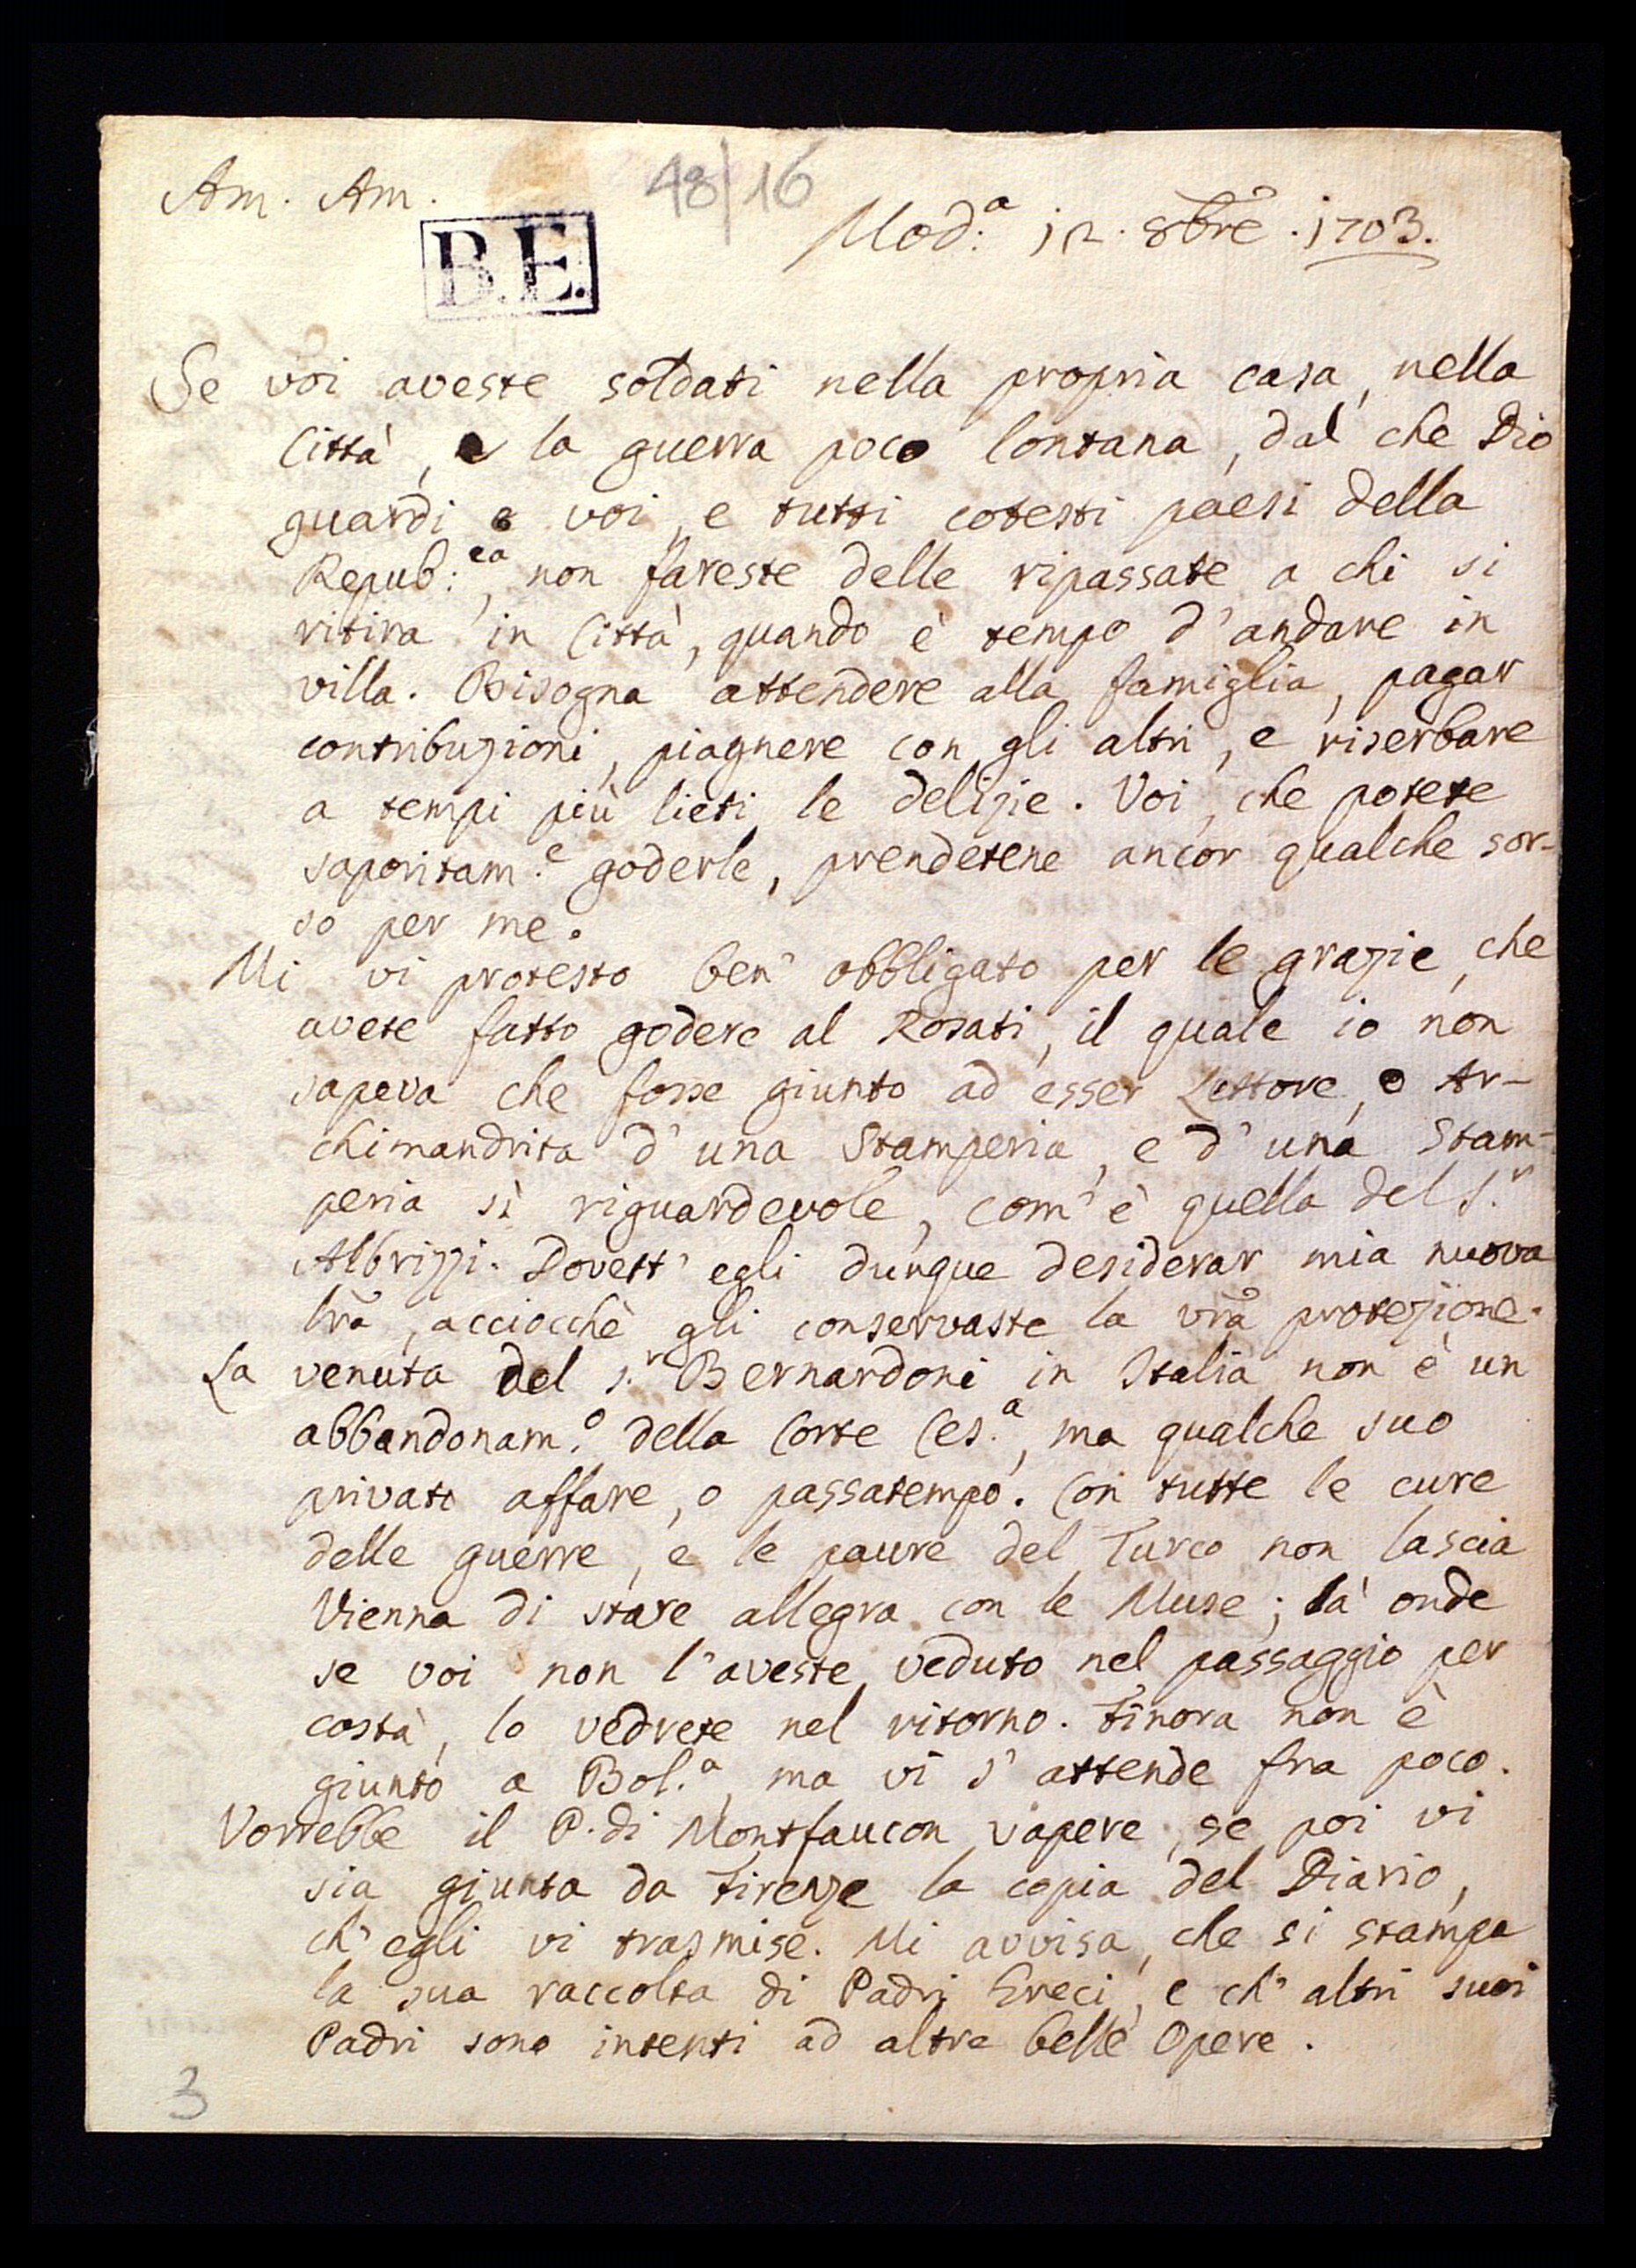 Am. Am.
48/16
Mod.ª 12. 8bre. 1703.
B.E.
Se voi aveste soldati nella propria casa, nella
Città, e la guerra poco lontana, dal che Dio
guardi e voi, e tutti cotesti paesi della
Repub:ca, non fareste delle ripassate a chi si
ritira in Città, quando è tempo d'andare in
villa. Bisogna attendere alla famiglia, pagar
contribuzioni, piagnere con gli altri, e riserbare
a tempi più lieti le delizie. Voi, che potete
saporitam.e goderle, prendetene ancor qualche sor-
so per me.
Mi vi protesto ben' obbligato per le grazie, che
avete fatto godere al Rosati, il quale io non
sapeva che fosse giunto ad esser Lettore, o Ar-
chimandrita d'una Stamperia, e d'una Stam-
peria sì riguardevole, com'è quella del S.r
Albrizzi. Dovett'egli dunque desiderar mia nuova
lr̃a, acciocchè gli conservaste la vr̃a protezione.
La venuta del s.r Bernardoni in Italia non è un
abbandonam.o della Corte Ces.a, ma qualche suo
privato affare, o passatempo. Con tutte le cure
delle guerre, e le paure del Turco non lascia
Vienna di stare allegra con le Muse; là onde
se voi non l'aveste veduto nel passaggio per
costà, lo vedrete nel ritorno. Finora non è
giunto a Bol.a, ma vi s'attende fra poco.
Vorrebbe il P. di Montfaucon sapere, se poi vi
sia giunta da Firenze la copia del Diario,
ch'egli vi trasmise. Mi avvisa, che si stampa
la sua raccolta di Padri Greci, e ch'altri suoi
Padri sono intenti ad altre belle Opere.
3